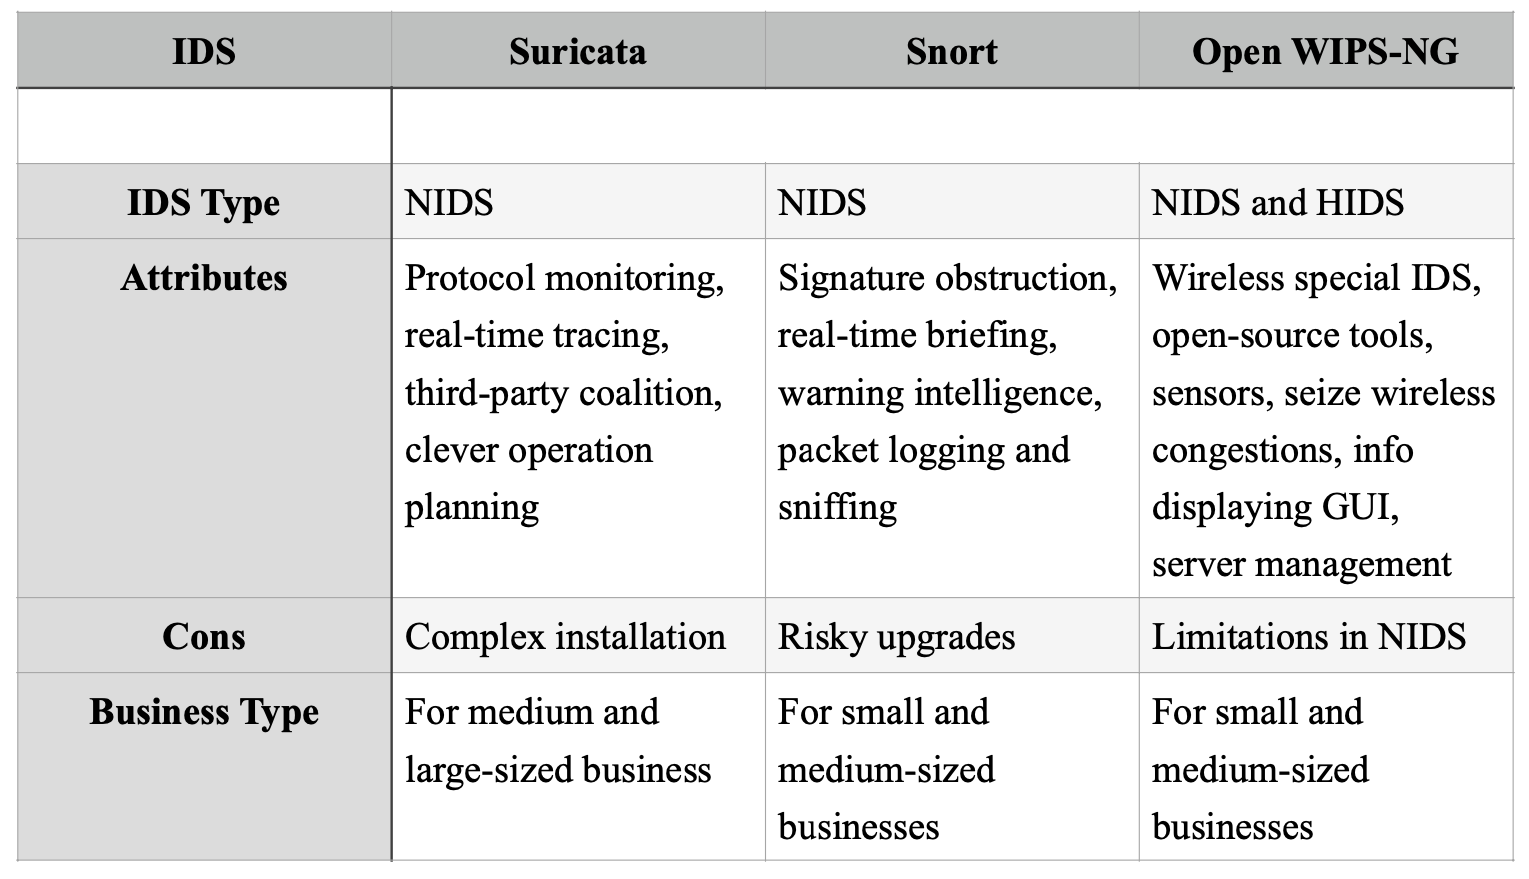 IDS Suricata Snort Open WIPS-NG
IDS Type NIDS NIDS NIDS and HIDS
Attributes
Protocol monitoring,
real-time tracing,
third-party coalition,
clever operation
planning
Signature obstruction,
real-time briefing,
warning intelligence,
packet logging and
sniffing
Wireless special IDS,
open-source tools,
sensors, seize wireless
congestions, info
displaying GUI,
server management
Cons Complex installation Risky upgrades Limitations in NIDS
Business Type
For medium and
large-sized business
For small and
medium-sized
businesses
For small and
medium-sized
businesses